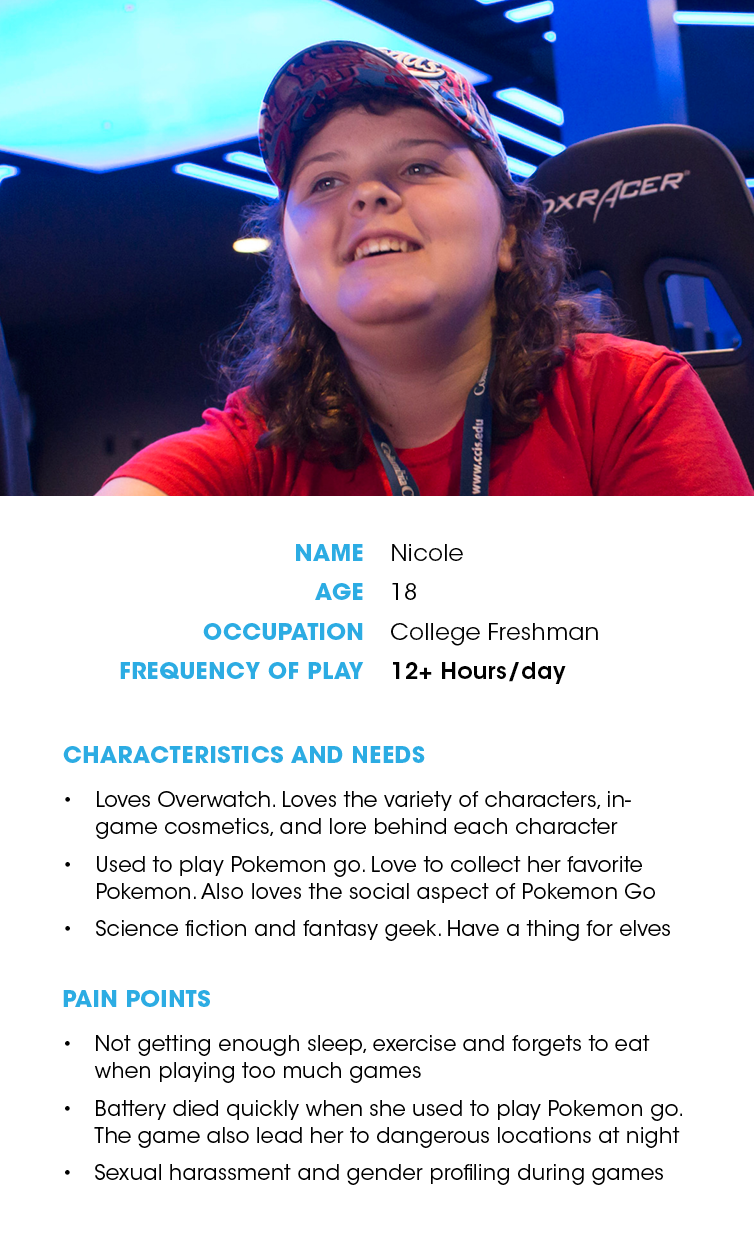 DXRACER
www.ccis.edu
NAME Nicole
AGE 18
OCCUPATION College Freshman
FREQUENCY OF PLAY 12+ Hours/day
CHARACTERISTICS AND NEEDS
• Loves Overwatch. Loves the variety of characters, in-
game cosmetics, and lore behind each character
• Used to play Pokemon go. Love to collect her favorite
Pokemon. Also loves the social aspect of Pokemon Go
• Science fiction and fantasy geek. Have a thing for elves
PAIN POINTS
• Not getting enough sleep, exercise and forgets to eat
when playing too much games
• Battery died quickly when she used to play Pokemon go.
The game also lead her to dangerous locations at night
• Sexual harassment and gender profiling during games